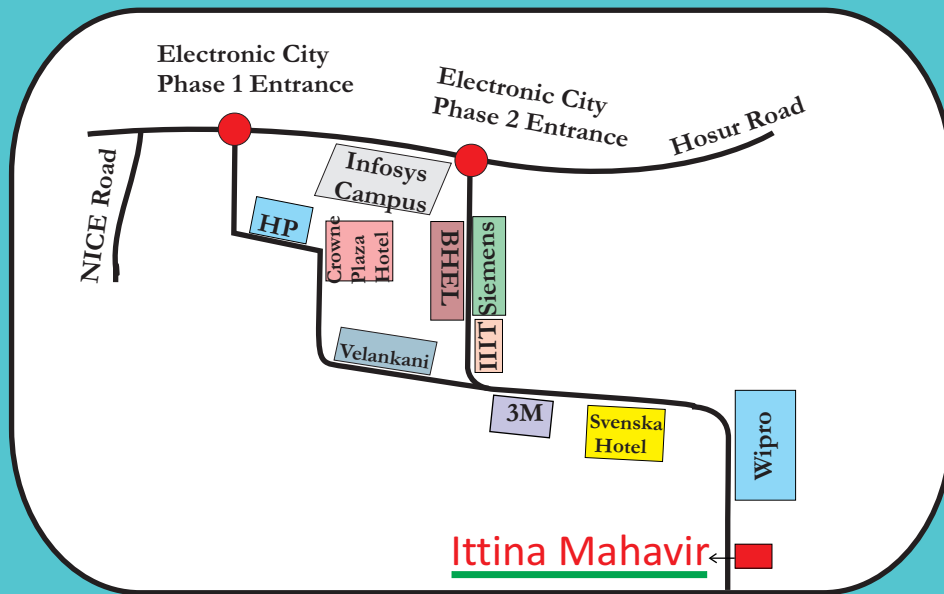 Electronic City
Phase 1 Entrance
Electronic City
Phase 2 Entrance
Hosur Road
NICE Road
Infosys
Campus
HP
Crowne
Plaza
Hotel
BHEL
Siemens
IIIT
Velankani
3M
Svenska
Hotel
Wipro
Ittina Mahavir